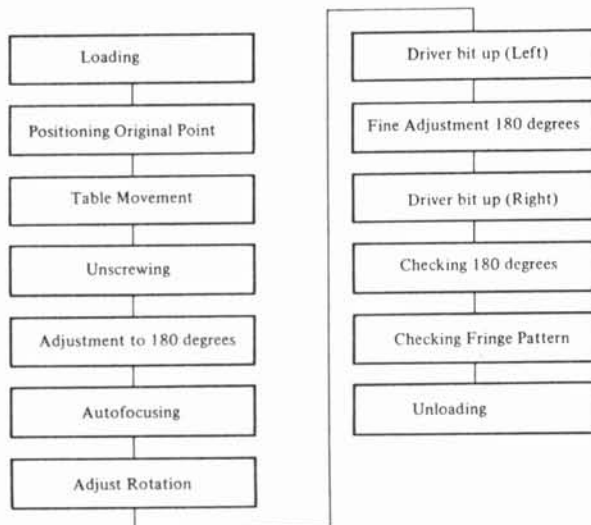 Loading
Positioning Original Point
Table Movement
Unscrewing
Adjustment to 180 degrees
Autofocusing
Adjust Rotation
Driver bit up (Left)
Fine Adjustment 180 degrees
Driver bit up (Right)
Checking 180 degrees
Checking Fringe Pattern
Unloading